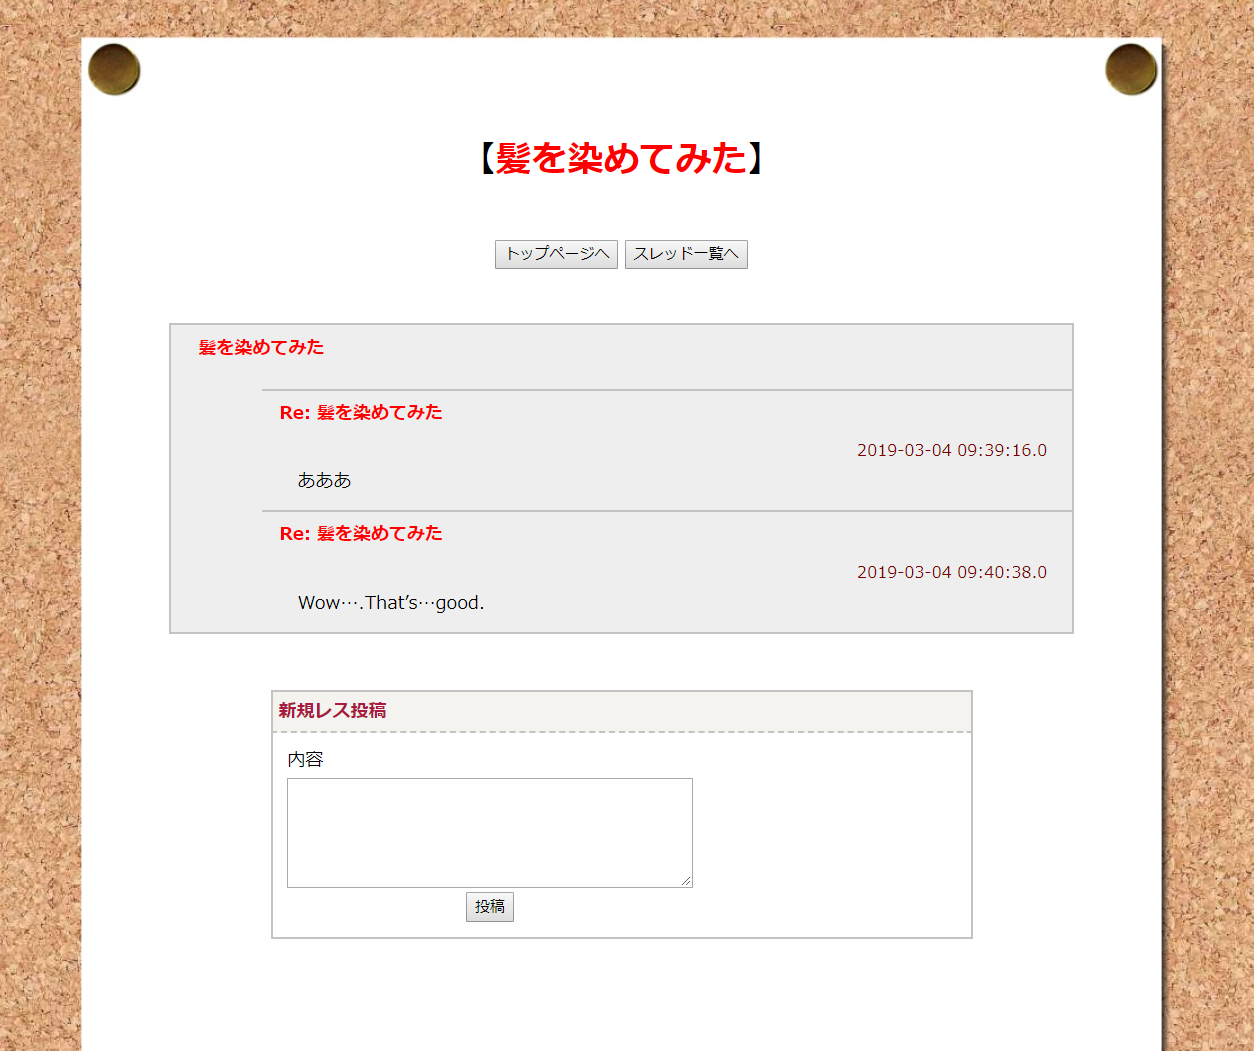 【髪を染めてみた】
トップページへ スレッド一覧へ
髪を染めてみた
Re: 髪を染めてみた
2019-03-04 09:39:16.0
あああ
Re: 髪を染めてみた
2019-03-04 09:40:38.0
Wow….That’s…good.
新規レス投稿
内容
投稿